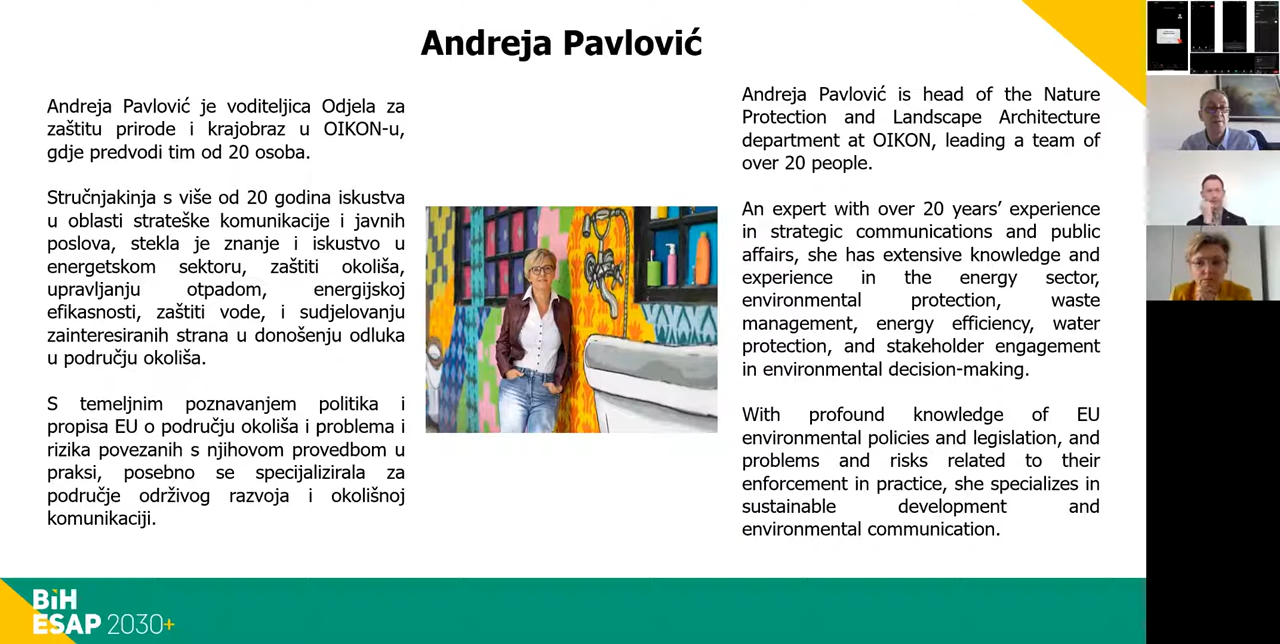 Andreja Pavlović
Andreja Pavlović je voditeljica Odjela za
zaštitu prirode i krajobraz u OIKON-u,
gdje predvodi tim od 20 osoba.
Stručnjakinja s više od 20 godina iskustva
u oblasti strateške komunikacije i javnih
poslova, stekla je znanje i iskustvo u
energetskom sektoru, zaštiti okoliša,
upravljanju otpadom, energijskoj
efikasnosti, zaštiti vode, i sudjelovanju
zainteresiranih strana u donošenju odluka
u području okoliša.
S temeljnim poznavanjem politika i
propisa EU o području okoliša i problema i
rizika povezanih s njihovom provedbom u
praksi, posebno se specijalizirala za
područje održivog razvoja i okolišnoj
komunikaciji.
Andreja Pavlović is head of the Nature
Protection and Landscape Architecture
department at OIKON, leading a team of
over 20 people.
An expert with over 20 years’ experience
in strategic communications and public
affairs, she has extensive knowledge and
experience in the energy sector,
environmental protection, waste
management, energy efficiency, water
protection, and stakeholder engagement
in environmental decision-making.
With profound knowledge of EU
environmental policies and legislation, and
problems and risks related to their
enforcement in practice, she specializes in
sustainable development and
environmental communication.
BiH
ESAP 2030+